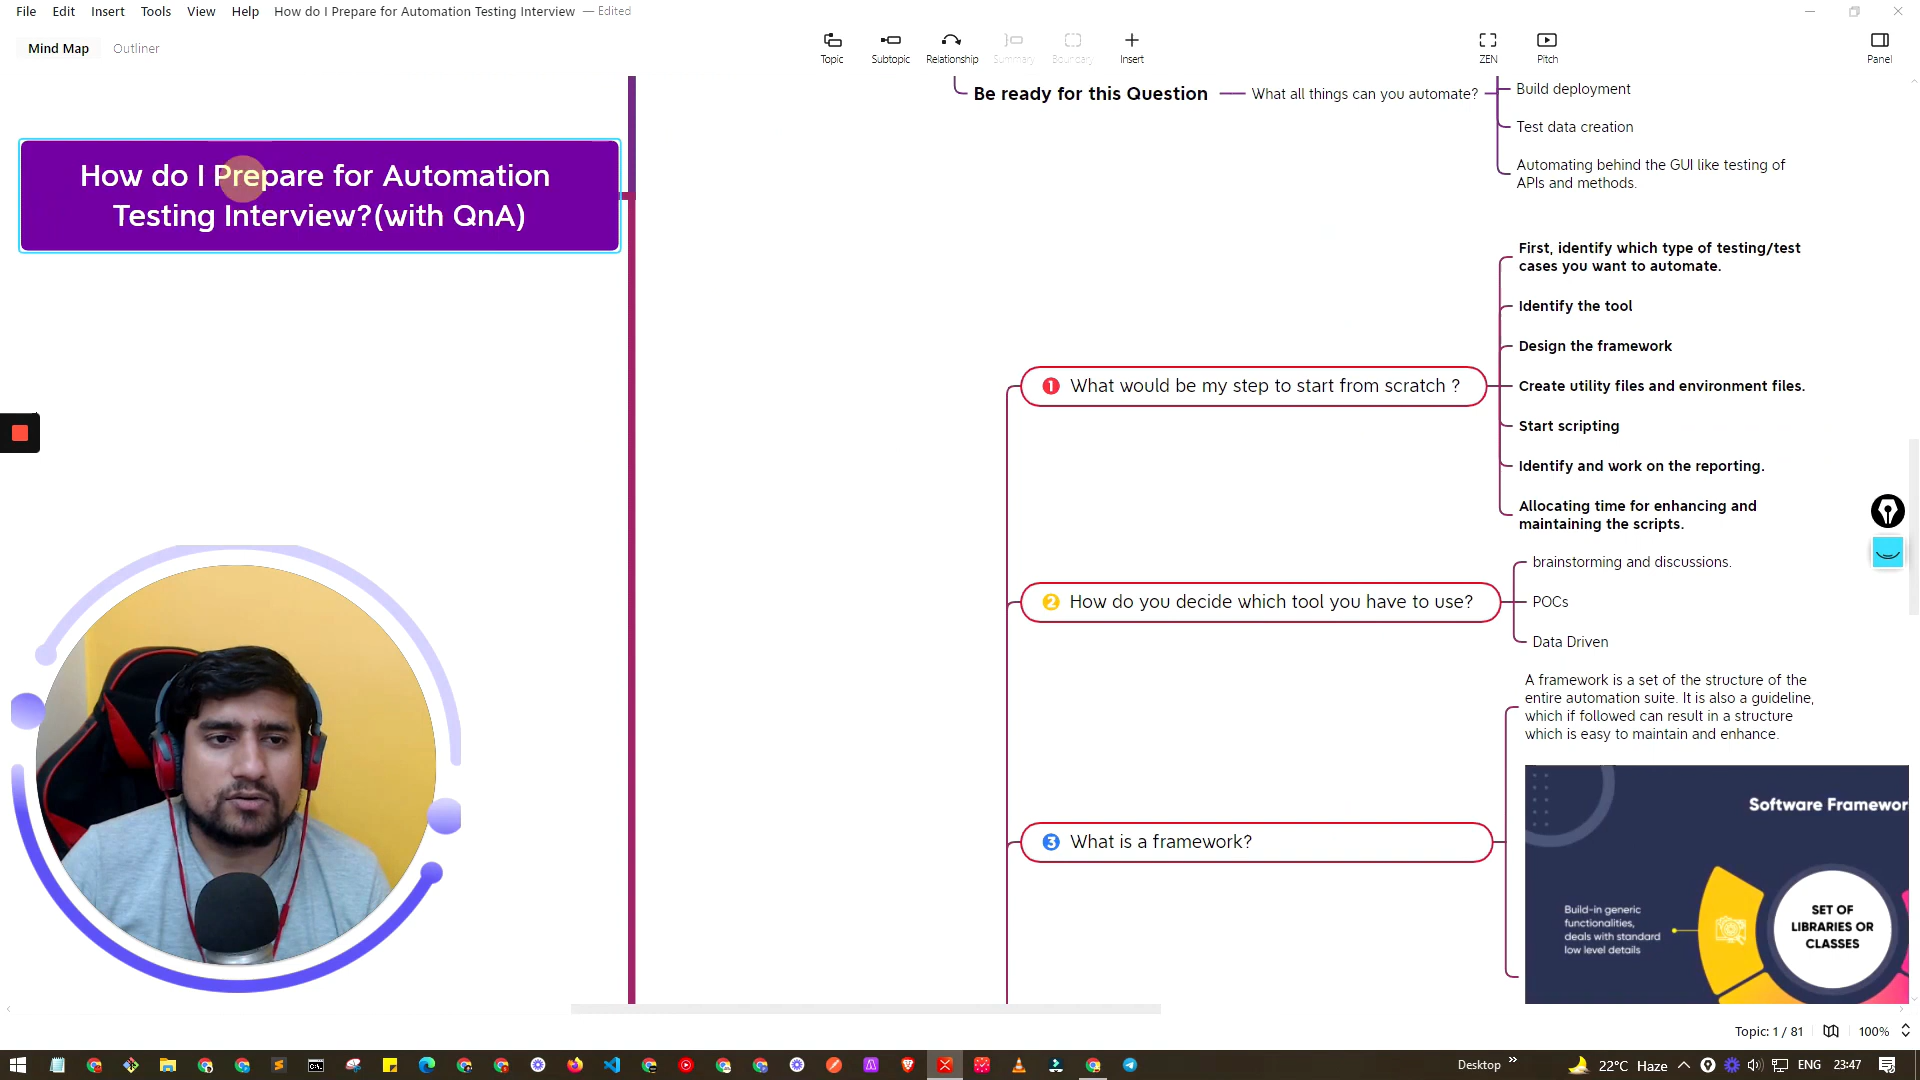 File Edit Insert Tools View Help How do I Prepare for Automation Testing Interview — Edited
Mind Map Outliner
Topic Subtopic Relationship Summary Boundary Insert ZEN Pitch Panel
How do I Prepare for Automation
Testing Interview?(with QnA)
Be ready for this Question
What all things can you automate?
Build deployment
Test data creation
Automating behind the GUI like testing of
APIs and methods.
1 What would be my step to start from scratch ?
First, identify which type of testing/test
cases you want to automate.
Identify the tool
Design the framework
Create utility files and environment files.
Start scripting
Identify and work on the reporting.
Allocating time for enhancing and
maintaining the scripts.
2 How do you decide which tool you have to use?
brainstorming and discussions.
POCs
Data Driven
3 What is a framework?
A framework is a set of the structure of the
entire automation suite. It is also a guideline,
which if followed can result in a structure
which is easy to maintain and enhance.
Software Framewor
Build-in generic
functionalities,
deals with standard
low level details
SET OF
LIBRARIES OR
CLASSES
Topic: 1 / 81 100%
Desktop 22°C Haze ENG 23:47